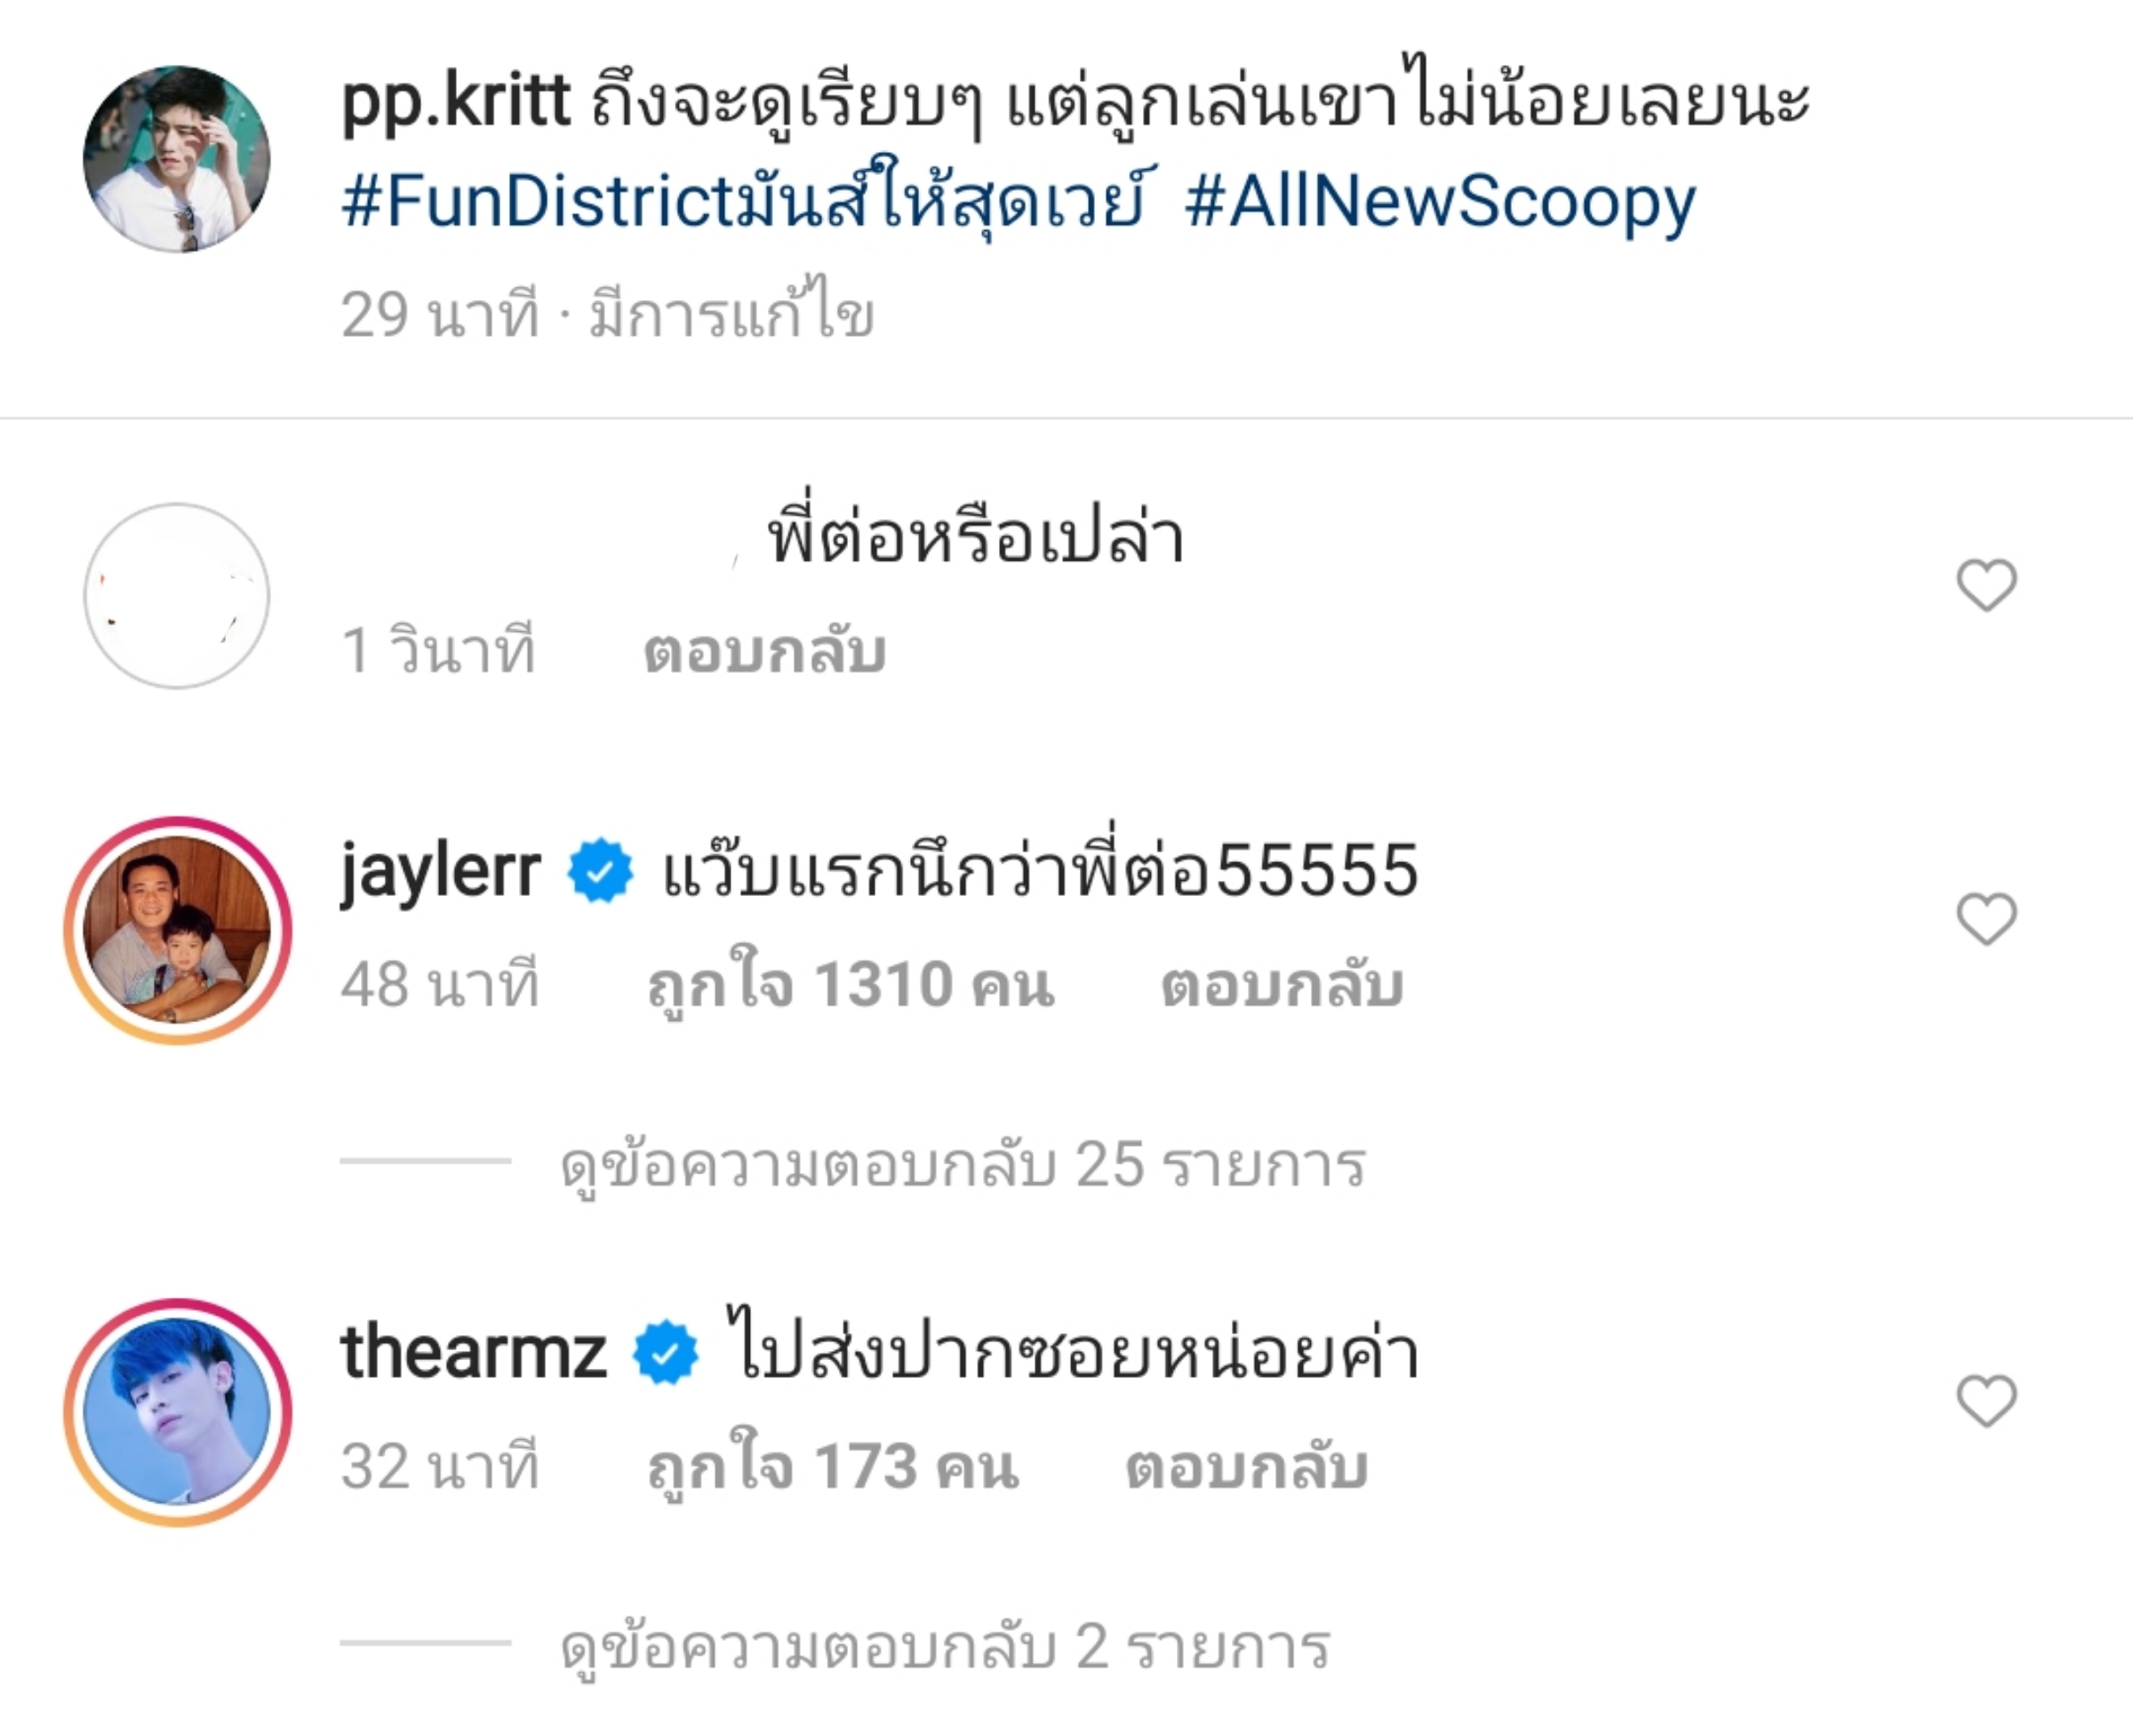 pp.kritt ถึงจะดูเรียบๆ แต่ลูกเล่นเขาไม่น้อยเลยนะ
#FunDistrictมันส์ให้สุดเวย์ #AllNewScoopy
29 นาที · มีการแก้ไข
พี่ต่อหรือเปล่า
1 วินาที ตอบกลับ
jaylerr แว๊บแรกนึกว่าพี่ต่อ55555
48 นาที ถูกใจ 1310 คน ตอบกลับ
ดูข้อความตอบกลับ 25 รายการ
thearmz ไปส่งปากซอยหน่อยค่า
32 นาที ถูกใจ 173 คน ตอบกลับ
ดูข้อความตอบกลับ 2 รายการ